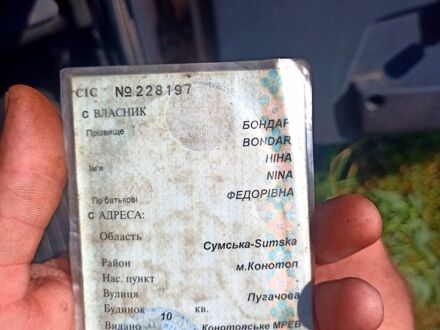 СІС №228197
С ВЛАСНИК
Прізвище БОНДАР
BONDAR
Ім'я НІНА
NINA
По батькові ФЕДОРІВНА
С АДРЕСА:
Область Сумська-Sumska
Район м.Конотоп
Нас. пункт
Вулиця Пугачова
Будинок 10 кв.
Видано Конотопське МРЕВ